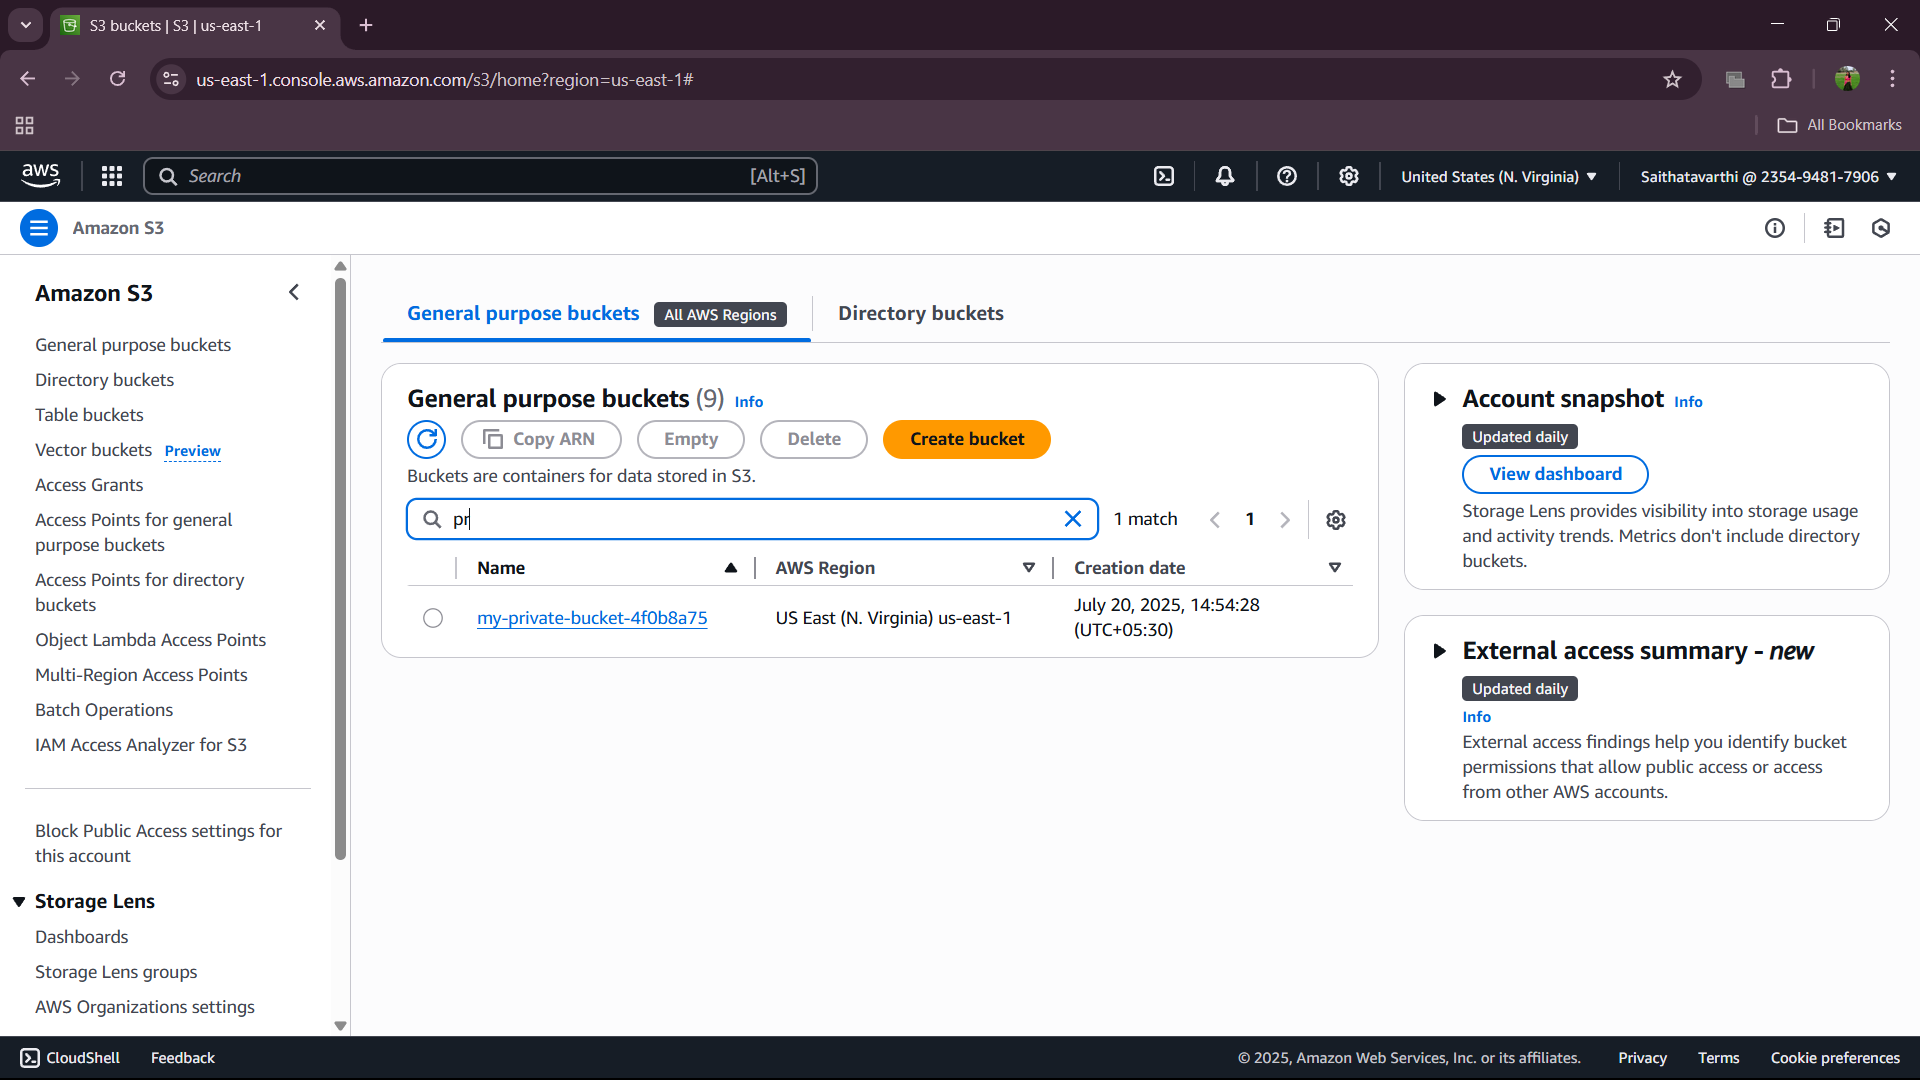 S3 buckets | S3 | us-east-1
us-east-1.console.aws.amazon.com/s3/home?region=us-east-1#
All Bookmarks
aws
Search
[Alt+S]
United States (N. Virginia)
Saithatavarthi @ 2354-9481-7906
Amazon S3
Amazon S3
General purpose buckets
Directory buckets
Table buckets
Vector buckets Preview
Access Grants
Access Points for general
purpose buckets
Access Points for directory
buckets
Object Lambda Access Points
Multi-Region Access Points
Batch Operations
IAM Access Analyzer for S3
Block Public Access settings for
this account
Storage Lens
Dashboards
Storage Lens groups
AWS Organizations settings
General purpose buckets All AWS Regions
Directory buckets
General purpose buckets (9) Info
Copy ARN
Empty
Delete
Create bucket
Buckets are containers for data stored in S3.
pr
1 match
1
Name
AWS Region
Creation date
my-private-bucket-4f0b8a75
US East (N. Virginia) us-east-1
July 20, 2025, 14:54:28
(UTC+05:30)
Account snapshot Info
Updated daily
View dashboard
Storage Lens provides visibility into storage usage
and activity trends. Metrics don't include directory
buckets.
External access summary - new
Updated daily
Info
External access findings help you identify bucket
permissions that allow public access or access
from other AWS accounts.
CloudShell
Feedback
© 2025, Amazon Web Services, Inc. or its affiliates.
Privacy
Terms
Cookie preferences